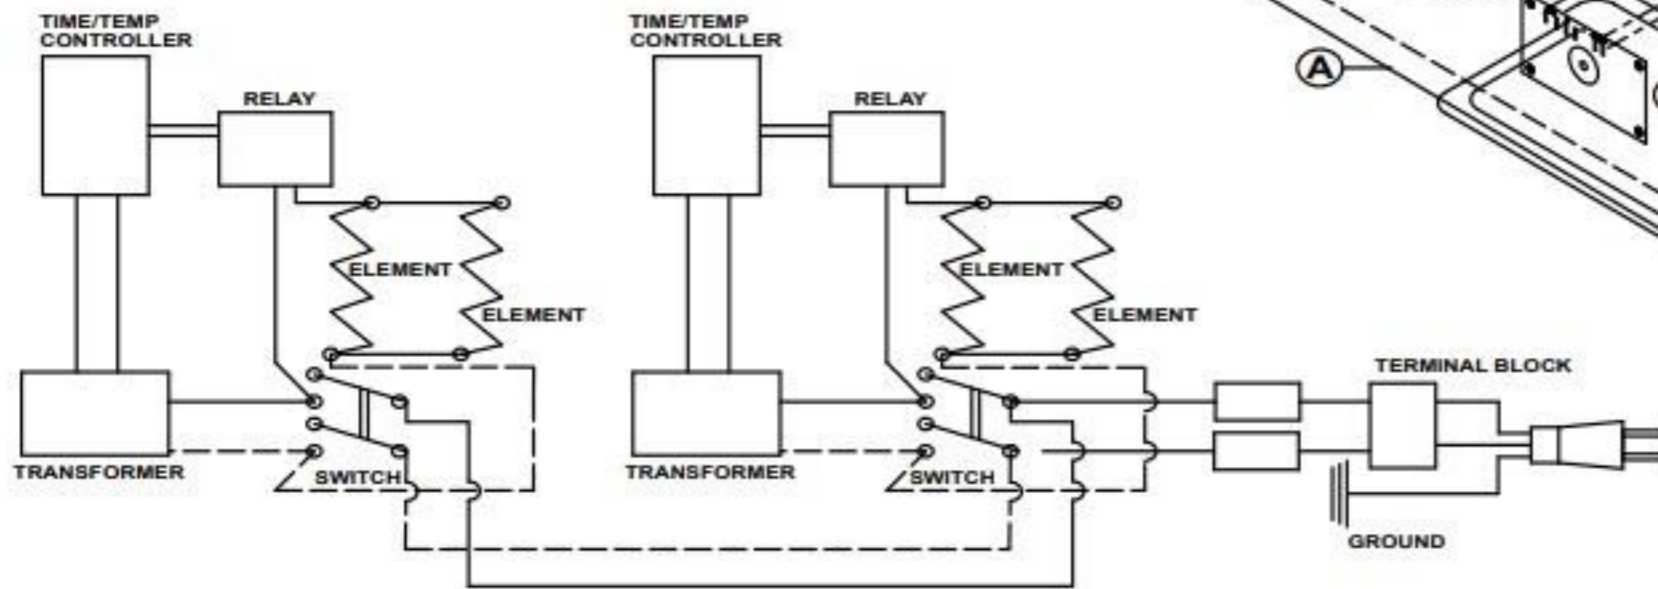 TIME/TEMP
CONTROLLER
RELAY
ELEMENT
ELEMENT
TRANSFORMER
SWITCH
TIME/TEMP
CONTROLLER
RELAY
ELEMENT
ELEMENT
TRANSFORMER
SWITCH
A
TERMINAL BLOCK
GROUND